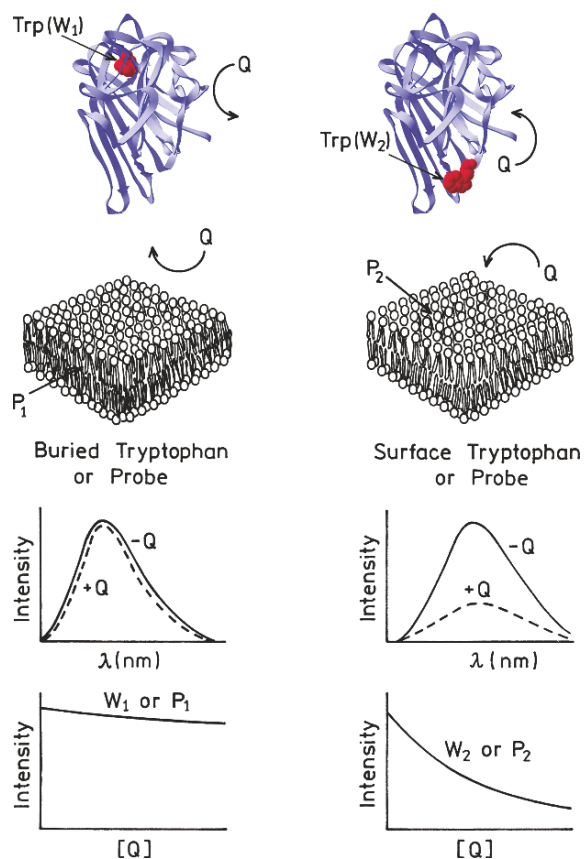 Trp(W₁)
Q
Trp(W₂)
Q
Q
P₁
P₂
Q
Buried Tryptophan
or Probe
Surface Tryptophan
or Probe
Intensity
-Q
+Q
λ(nm)
Intensity
-Q
+Q
λ(nm)
Intensity
W₁ or P₁
[Q]
Intensity
W₂ or P₂
[Q]